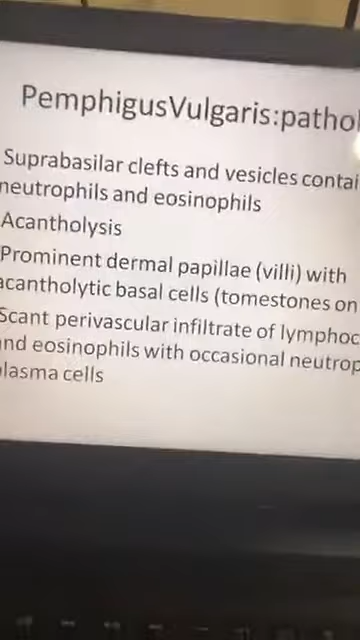 PemphigusVulgaris:pathol
Suprabasilar clefts and vesicles contai
neutrophils and eosinophils
Acantholysis
Prominent dermal papillae (villi) with
acantholytic basal cells (tomestones on
Scant perivascular infiltrate of lymphoc
and eosinophils with occasional neutrop
plasma cells